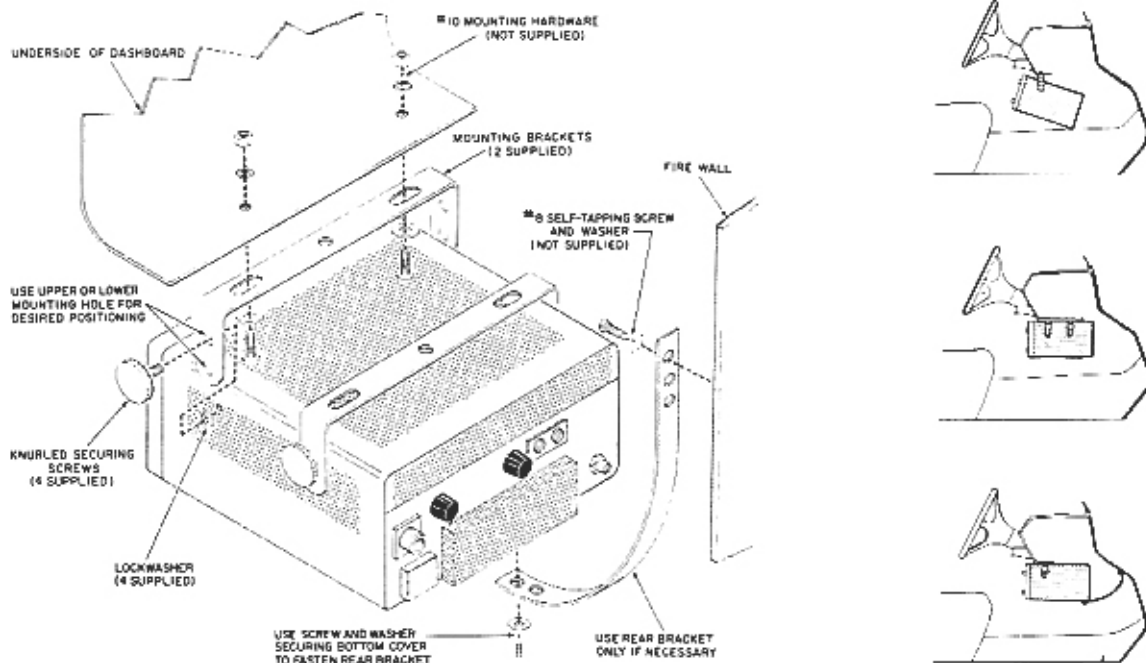 #10 MOUNTING HARDWARE
(NOT SUPPLIED)
UNDERSIDE OF DASHBOARD
MOUNTING BRACKETS
(2 SUPPLIED)
FIRE WALL
#8 SELF-TAPPING SCREW
AND WASHER
(NOT SUPPLIED)
USE UPPER OR LOWER
MOUNTING HOLE FOR
DESIRED POSITIONING
KNURLED SECURING
SCREWS
(4 SUPPLIED)
LOCKWASHER
(4 SUPPLIED)
USE SCREW AND WASHER
SECURING BOTTOM COVER
TO FASTEN REAR BRACKET
USE REAR BRACKET
ONLY IF NECESSARY